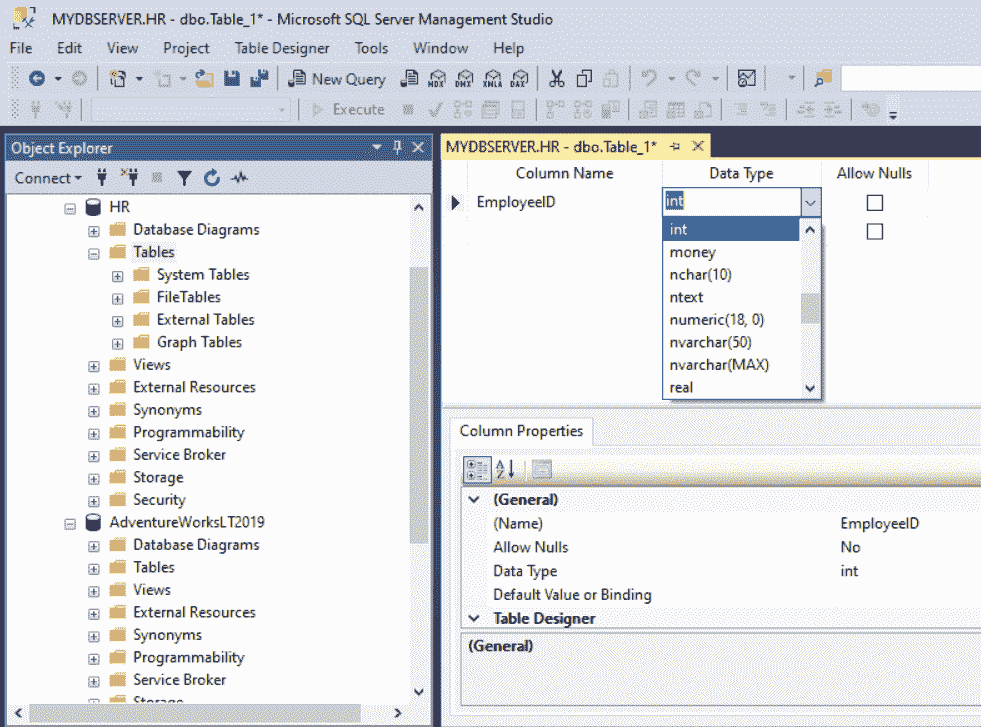 MYDBSERVER.HR - dbo.Table_1* - Microsoft SQL Server Management Studio
File Edit View Project Table Designer Tools Window Help
New Query MDX DMX XMLA DAX
Execute
Object Explorer
Connect
HR
Database Diagrams
Tables
System Tables
FileTables
External Tables
Graph Tables
Views
External Resources
Synonyms
Programmability
Service Broker
Storage
Security
AdventureWorksLT2019
Database Diagrams
Tables
Views
External Resources
Synonyms
Programmability
Service Broker
Storage
MYDBSERVER.HR - dbo.Table_1*
Column Name Data Type Allow Nulls
EmployeeID int
int
money
nchar(10)
ntext
numeric(18, 0)
nvarchar(50)
nvarchar(MAX)
real
Column Properties
(General)
(Name) EmployeeID
Allow Nulls No
Data Type int
Default Value or Binding
Table Designer
(General)